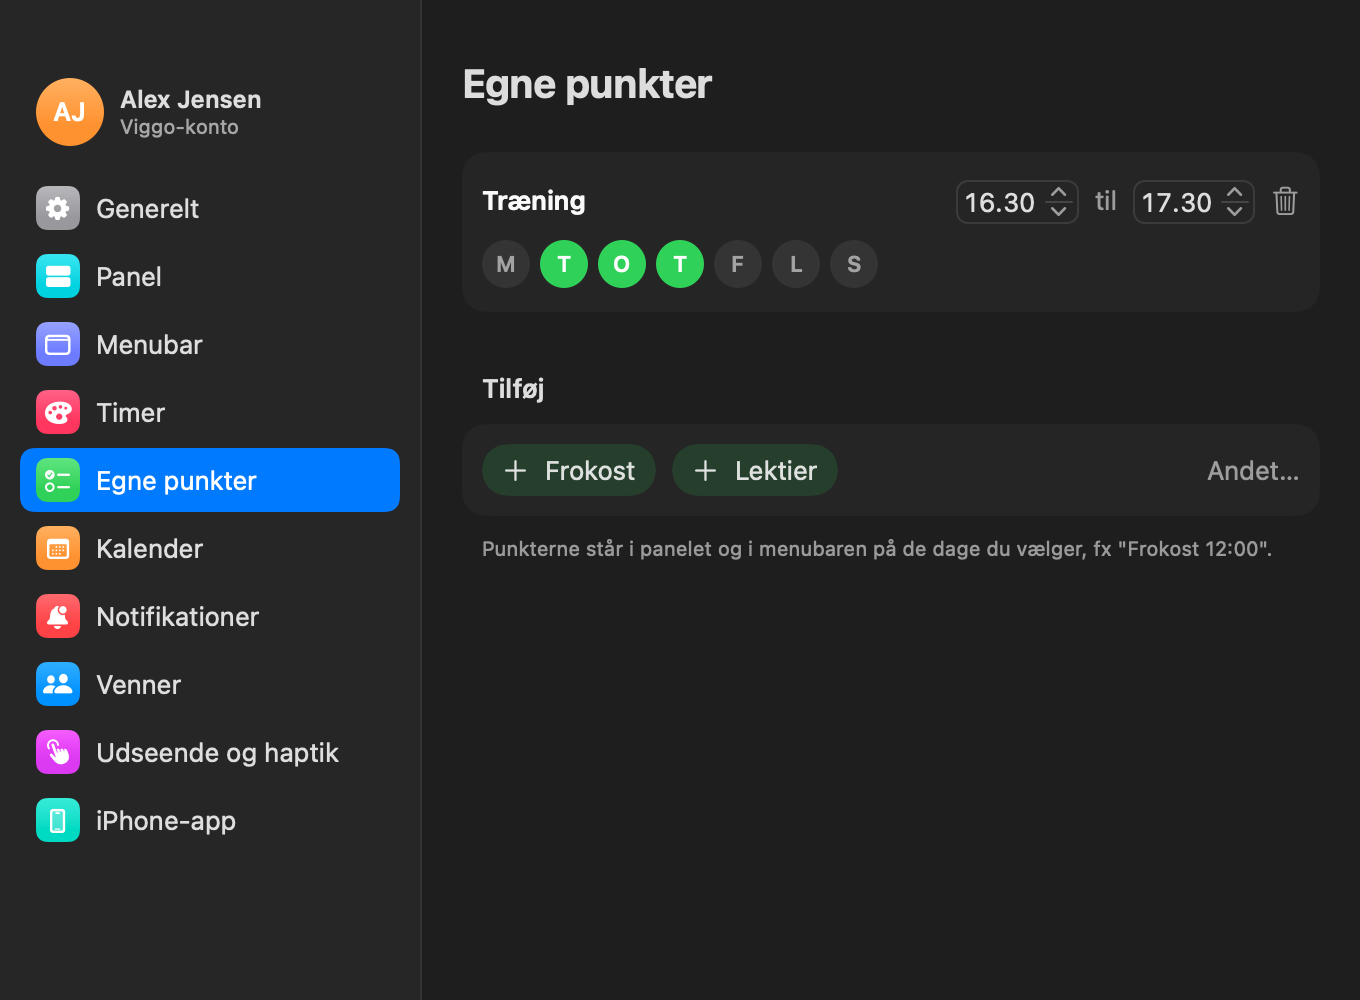 AJ
Alex Jensen
Viggo-konto
Generelt
Panel
Menubar
Timer
Egne punkter
Kalender
Notifikationer
Venner
Udseende og haptik
iPhone-app
Egne punkter
Træning 16.30 til 17.30
M T O T F L S
Tilføj
+ Frokost + Lektier Andet...
Punkterne står i panelet og i menubaren på de dage du vælger, fx "Frokost 12:00".